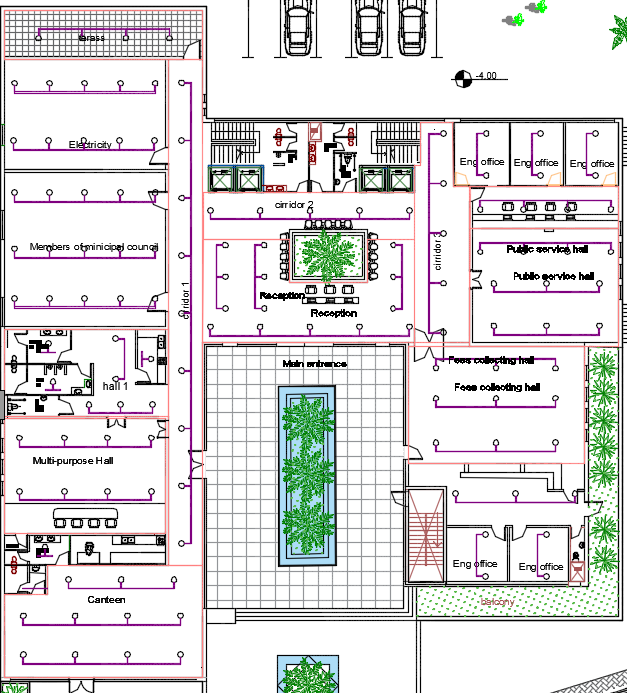 Terass
-4.00
Electricity
Eng office
Eng office
Eng office
cirridor 2
Members of minicipal council
cirridor 1
cirridor
Public service hall
Public service hall
Reception
Reception
Main entrance
Fees collecting hall
Fees collecting hall
hall 1
Multi-purpose Hall
Eng office
Eng office
Canteen
balcony